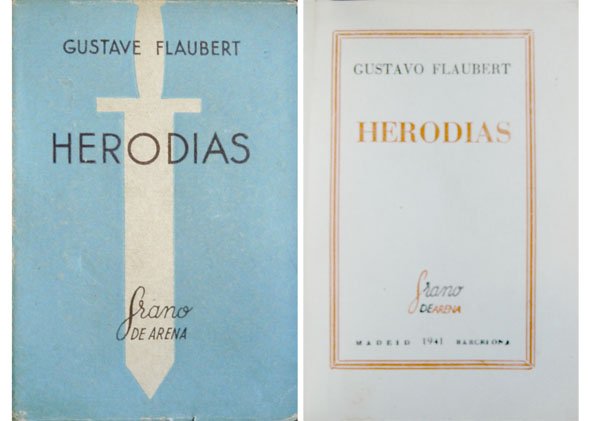 GUSTAVE FLAUBERT
HERODIAS
Grano
DE ARENA
GUSTAVO FLAUBERT
HERODIAS
Grano
DE ARENA
MADRID 1941 BARCELONA